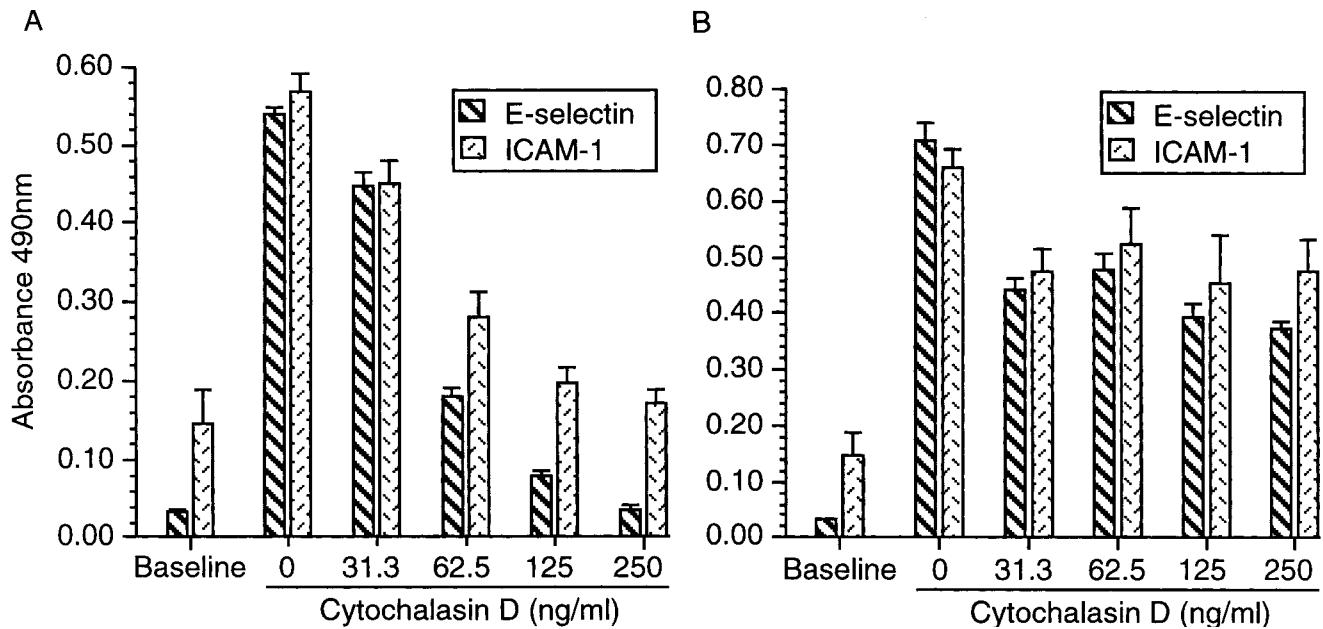 A
Absorbance 490nm
0.60
0.50
0.40
0.30
0.20
0.10
0.00
E-selectin
ICAM-1
Baseline 0 31.3 62.5 125 250
Cytochalasin D (ng/ml)
B
0.80
0.70
0.60
0.50
0.40
0.30
0.20
0.10
0.00
E-selectin
ICAM-1
Baseline 0 31.3 62.5 125 250
Cytochalasin D (ng/ml)